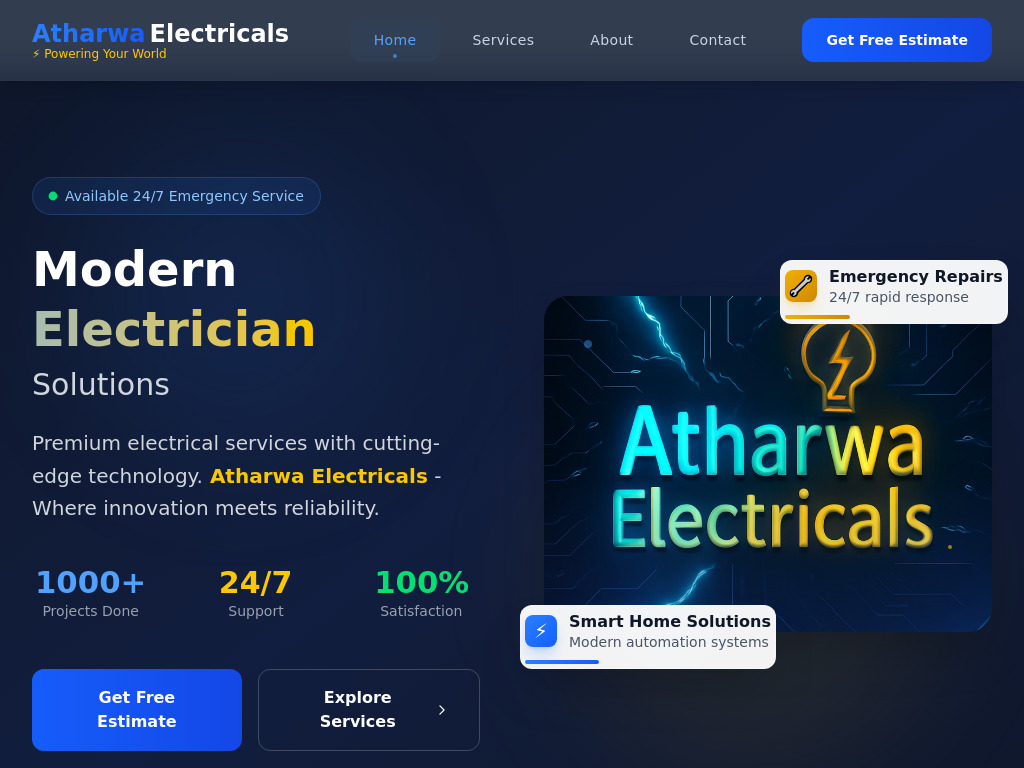 Atharwa Electricals
⚡ Powering Your World
Home
Services
About
Contact
Get Free Estimate
Available 24/7 Emergency Service
Modern
Electrician
Solutions
Premium electrical services with cutting-
edge technology. Atharwa Electricals -
Where innovation meets reliability.
1000+
Projects Done
24/7
Support
100%
Satisfaction
Get Free
Estimate
Explore
Services
Emergency Repairs
24/7 rapid response
Atharwa
Electricals
Smart Home Solutions
Modern automation systems